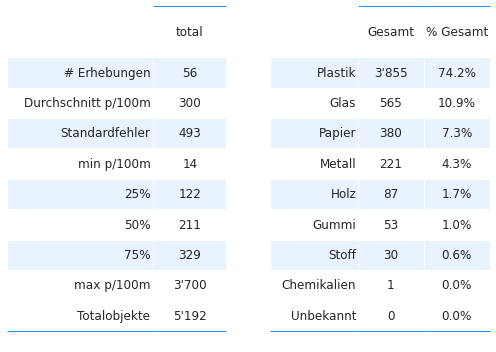 total
# Erhebungen 56
Durchschnitt p/100m 300
Standardfehler 493
min p/100m 14
25% 122
50% 211
75% 329
max p/100m 3'700
Totalobjekte 5'192
Gesamt % Gesamt
Plastik 3'855 74.2%
Glas 565 10.9%
Papier 380 7.3%
Metall 221 4.3%
Holz 87 1.7%
Gummi 53 1.0%
Stoff 30 0.6%
Chemikalien 1 0.0%
Unbekannt 0 0.0%